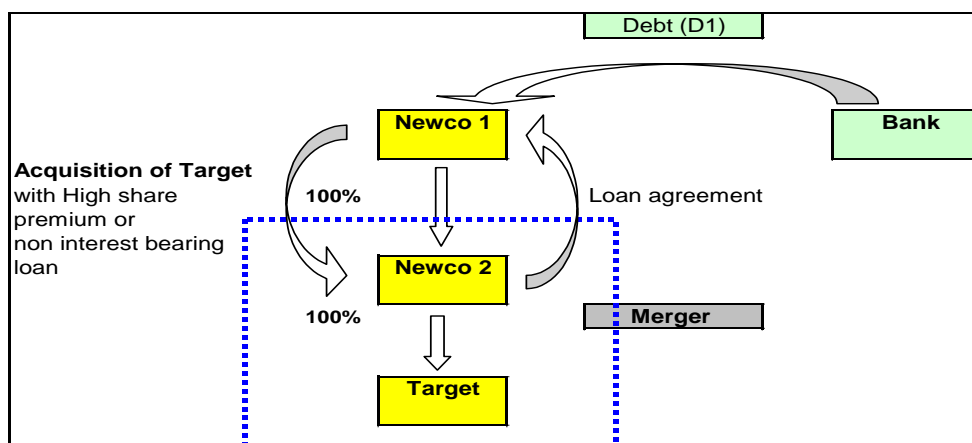 Debt (D1)
Newco 1
Bank
Acquisition of Target
with High share
premium or
non interest bearing
loan
100%
Loan agreement
Newco 2
100%
Merger
Target